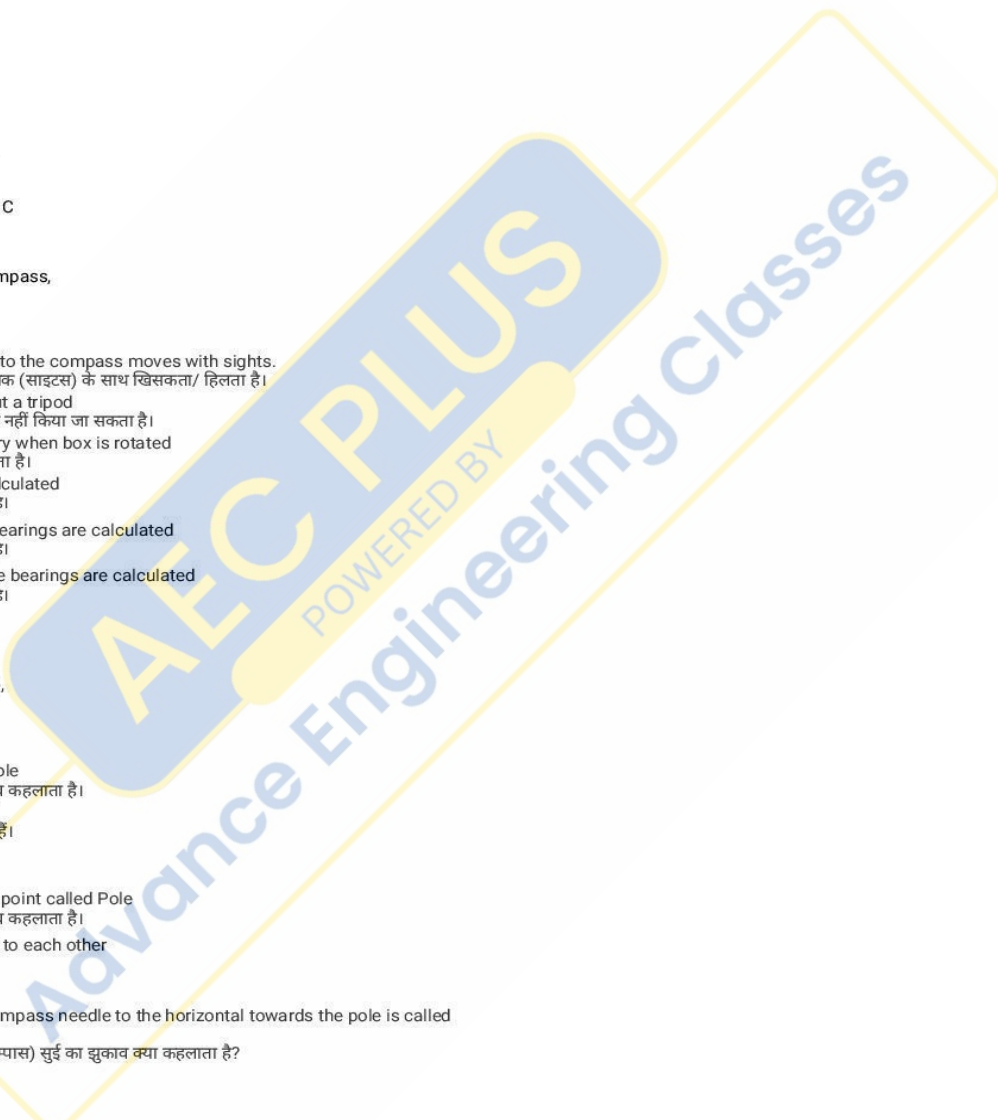 C
mpass,
to the compass moves with sights.
क (साइटस) के साथ खिसकता/ हिलता है।
ut a tripod
नहीं किया जा सकता है।
ry when box is rotated
ता है।
lculated
है।
earings are calculated
है।
e bearings are calculated
है।
,
ole
व कहलाता है।
हैं।
point called Pole
व कहलाता है।
to each other
mpass needle to the horizontal towards the pole is called
म्पास) सुई का झुकाव क्या कहलाता है?
AEC PLUS
POWERED BY
Advance Engineering Classes